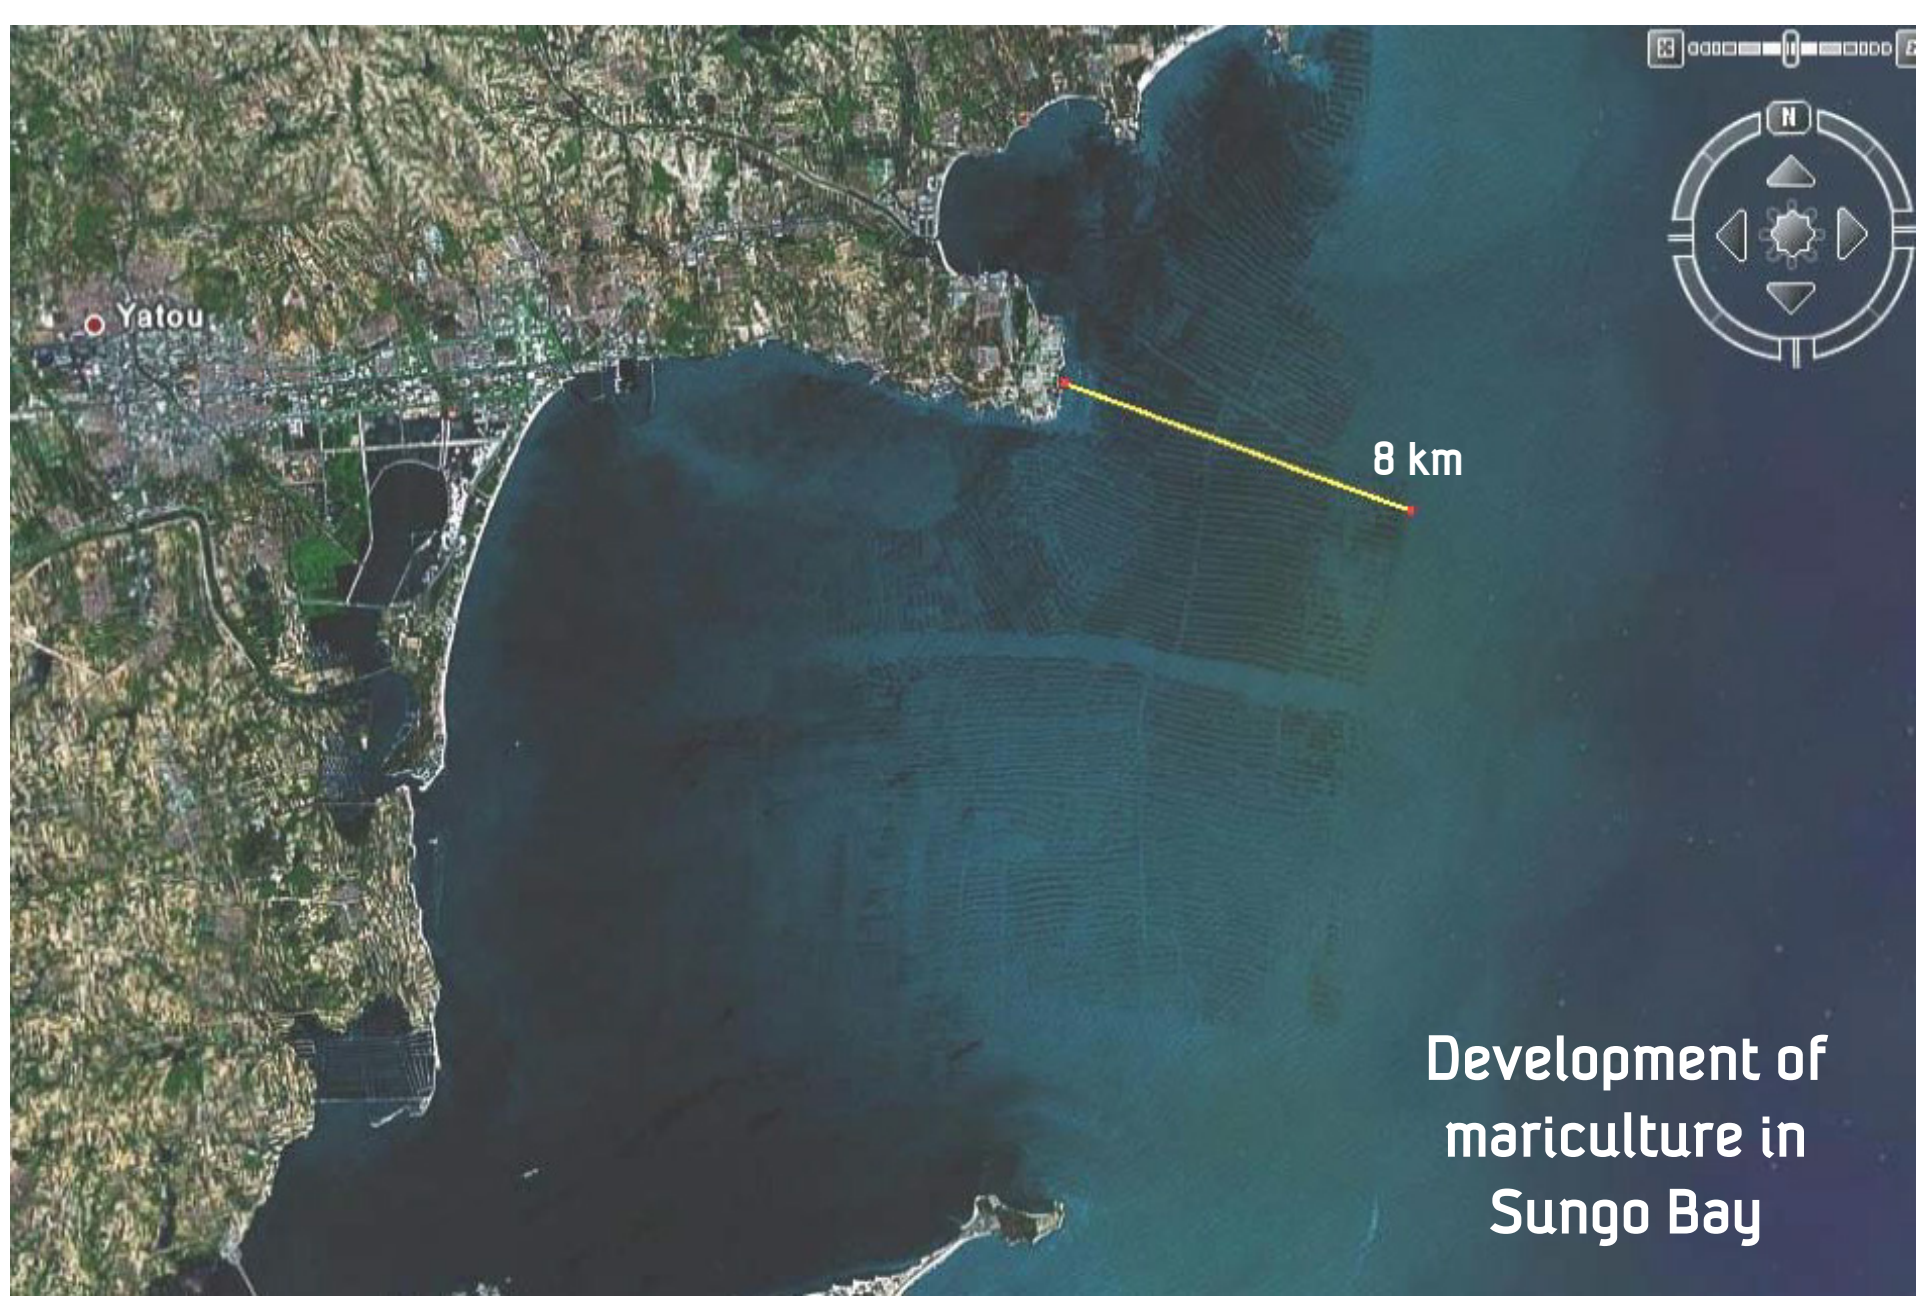 N
Yatou
8 km
Development of
mariculture in
Sungo Bay